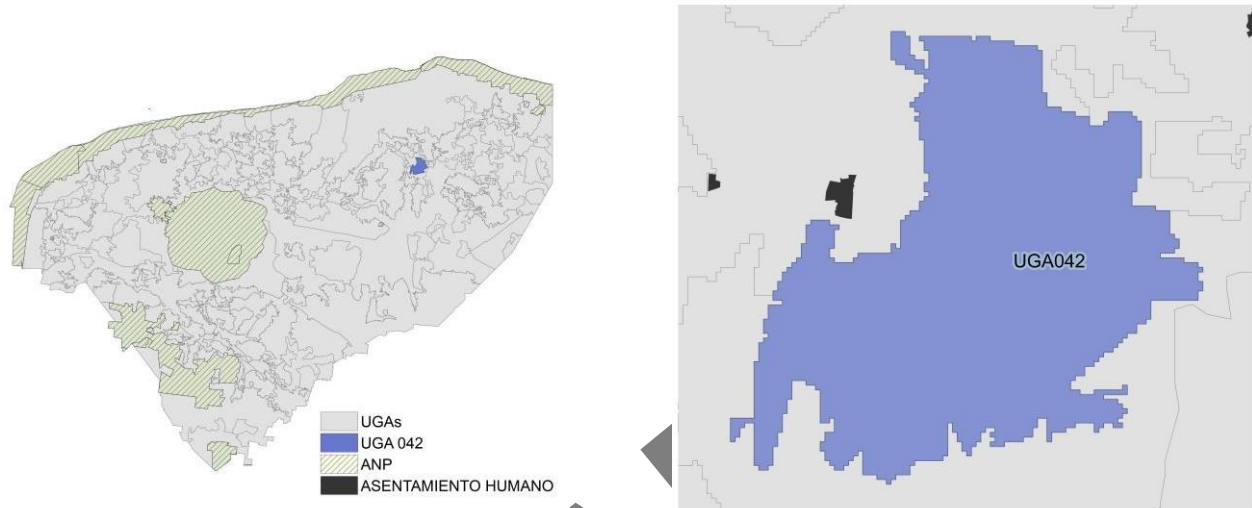 UGAs
UGA 042
ANP
ASENTAMIENTO HUMANO
UGA042